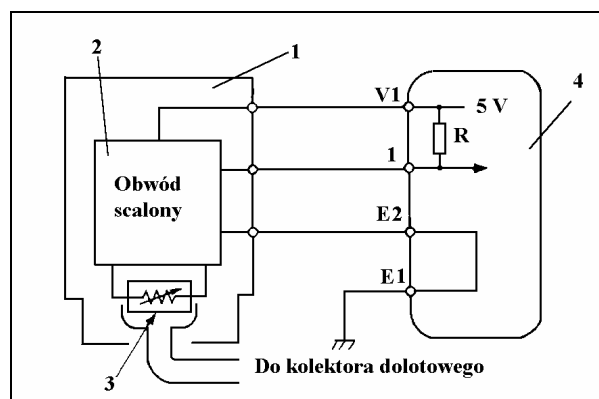 2
1
V1
5 V
4
R
1
Obwód
scalony
E2
E1
3
Do kolektora dolotowego